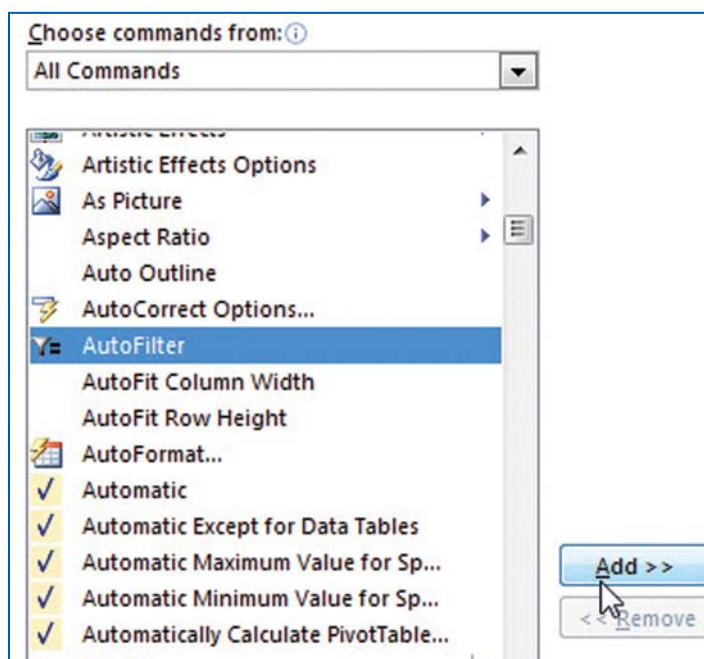 Choose commands from:
All Commands
Artistic Effects
Artistic Effects Options
As Picture
Aspect Ratio
Auto Outline
AutoCorrect Options...
AutoFilter
AutoFit Column Width
AutoFit Row Height
AutoFormat...
Automatic
Automatic Except for Data Tables
Automatic Maximum Value for Sp...
Automatic Minimum Value for Sp...
Automatically Calculate PivotTable...
Add >>
<< Remove